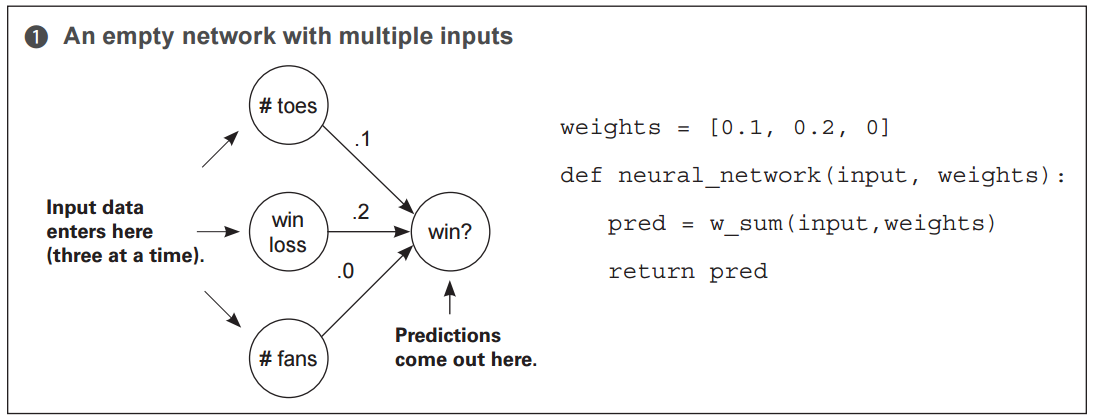 1 An empty network with multiple inputs
# toes
.1
Input data
enters here
(three at a time).
win
loss
.2
win?
.0
# fans
Predictions
come out here.
weights = [0.1, 0.2, 0]
def neural_network(input, weights):
pred = w_sum(input,weights)
return pred